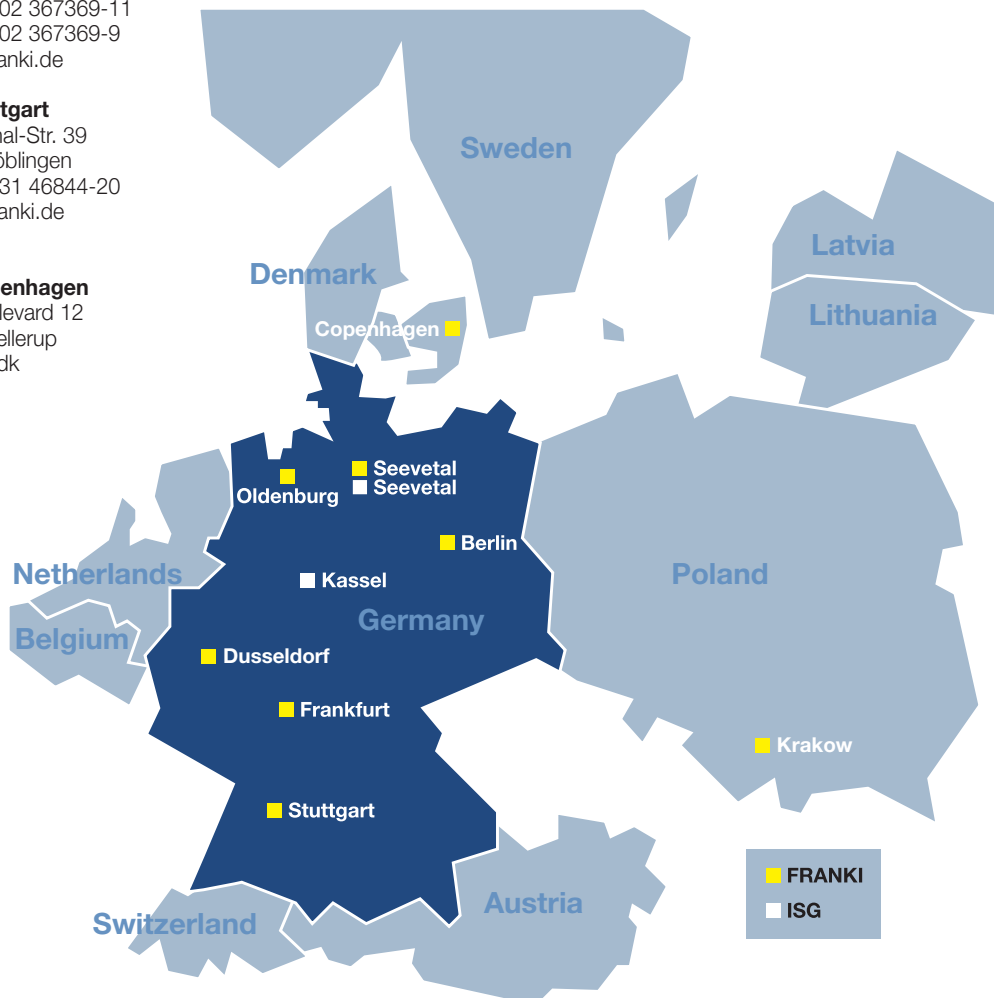 02 367369-11
02 367369-9
anki.de
tgart
al-Str. 39
öblingen
31 46844-20
anki.de
enhagen
levard 12
ellerup
dk
Sweden
Latvia
Denmark
Lithuania
Copenhagen
Seevetal
Oldenburg
Seevetal
Berlin
Netherlands
Kassel
Poland
Germany
Belgium
Dusseldorf
Frankfurt
Krakow
Stuttgart
FRANKI
Austria
ISG
Switzerland